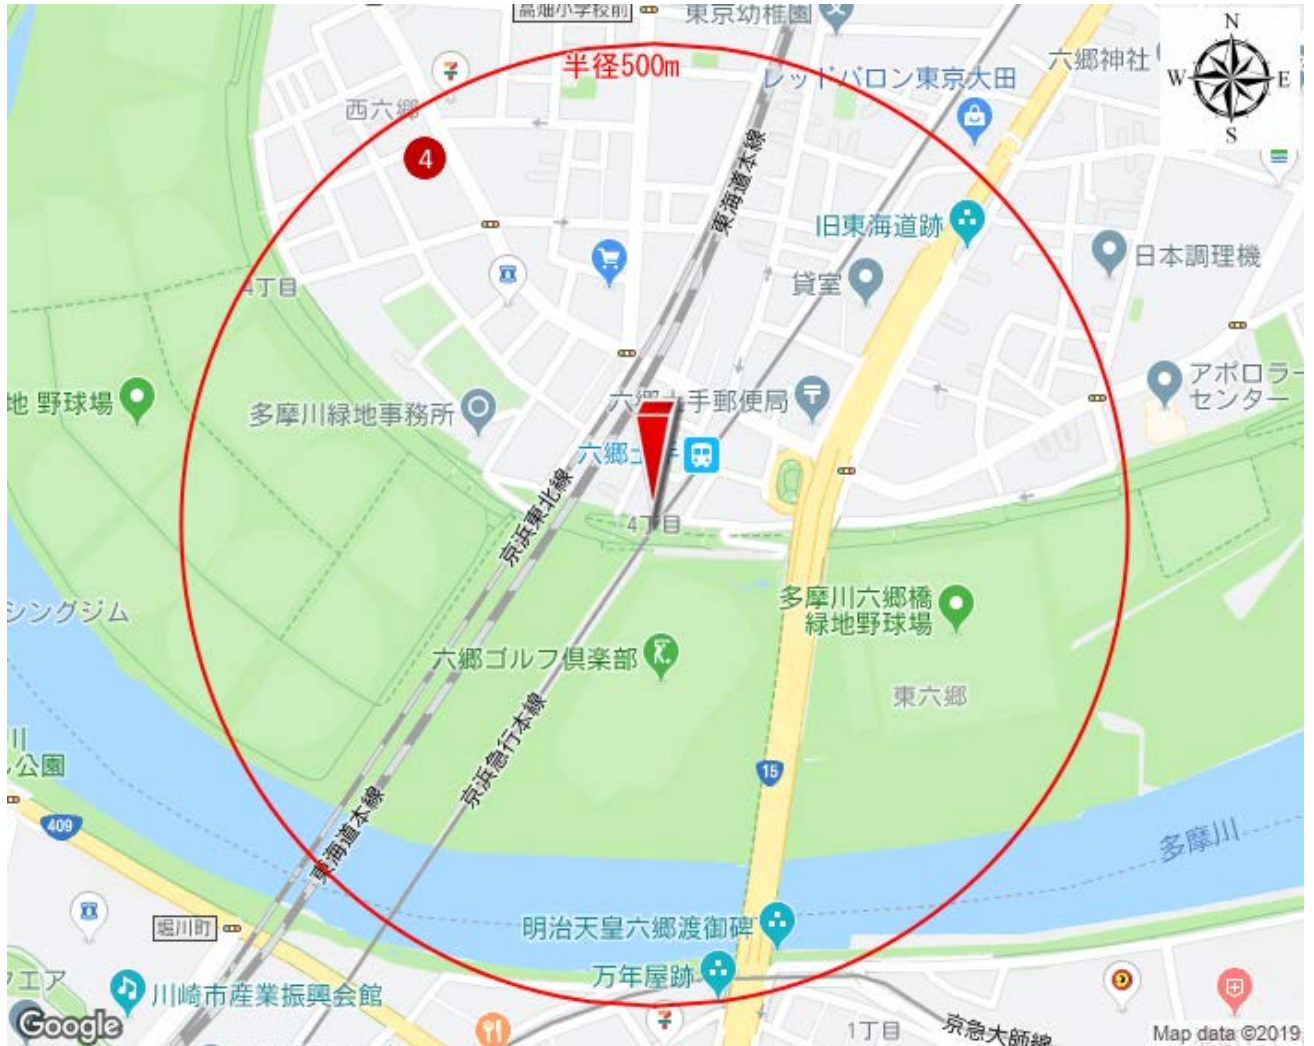 高畑小学校前
東京幼稚園
N
W
E
S
六郷神社
半径500m
レッドバロン東京大田
西六郷
4
東海道本線
旧東海道跡
日本調理機
貸室
4丁目
地 野球場
多摩川緑地事務所
六郷土手郵便局
アポロラー
センター
六郷土手
京浜東北線
4丁目
シングジム
多摩川六郷橋
緑地野球場
六郷ゴルフ倶楽部
東六郷
京浜急行本線
川
公園
15
409
東海道本線
多摩川
堀川町
明治天皇六郷渡御碑
万年屋跡
クエア
川崎市産業振興会館
1丁目
京急大師線
Google
Map data ©2019